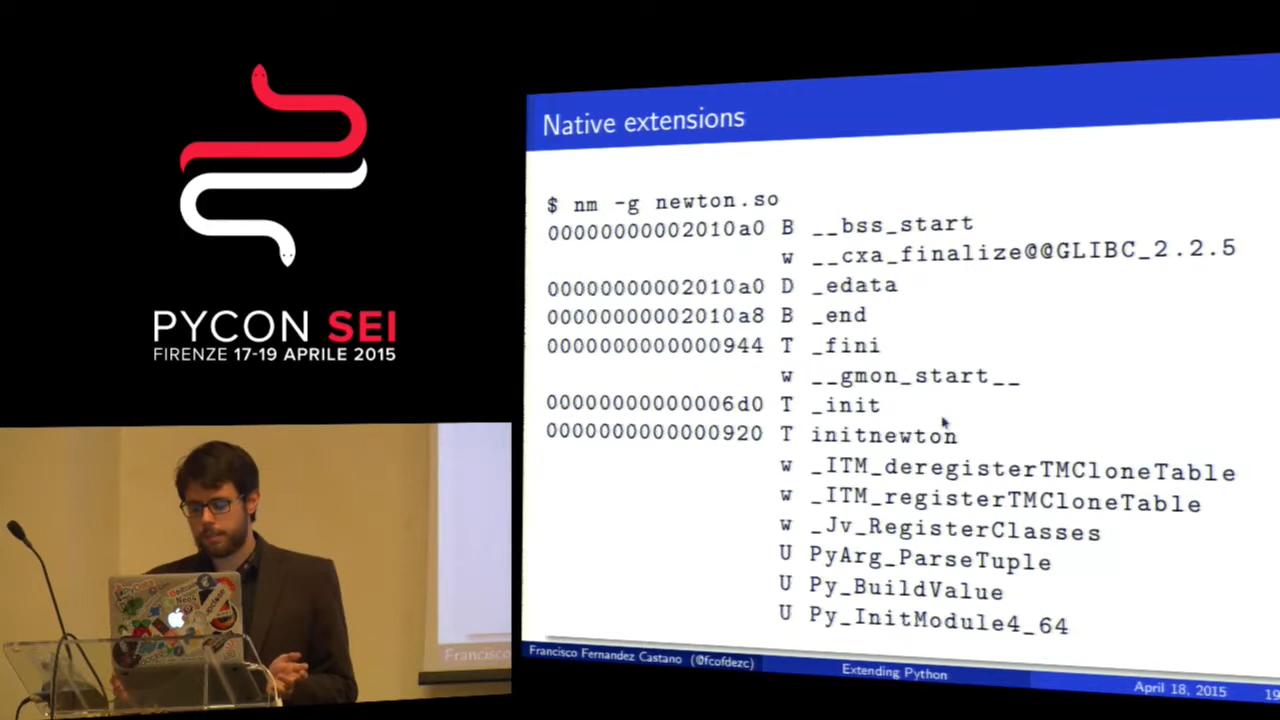 PYCON SEI
FIRENZE 17-19 APRILE 2015
Native extensions
$ nm -g newton.so
00000000002010a0 B __bss_start
w __cxa_finalize@@GLIBC_2.2.5
00000000002010a0 D _edata
00000000002010a8 B _end
0000000000000944 T _fini
w __gmon_start__
00000000000006d0 T _init
0000000000000920 T initnewton
w _ITM_deregisterTMCloneTable
w _ITM_registerTMCloneTable
w _Jv_RegisterClasses
U PyArg_ParseTuple
U Py_BuildValue
U Py_InitModule4_64
Francisco Fernandez Castano (@fcofdezc)
Extending Python
April 18, 2015
19
Francisco